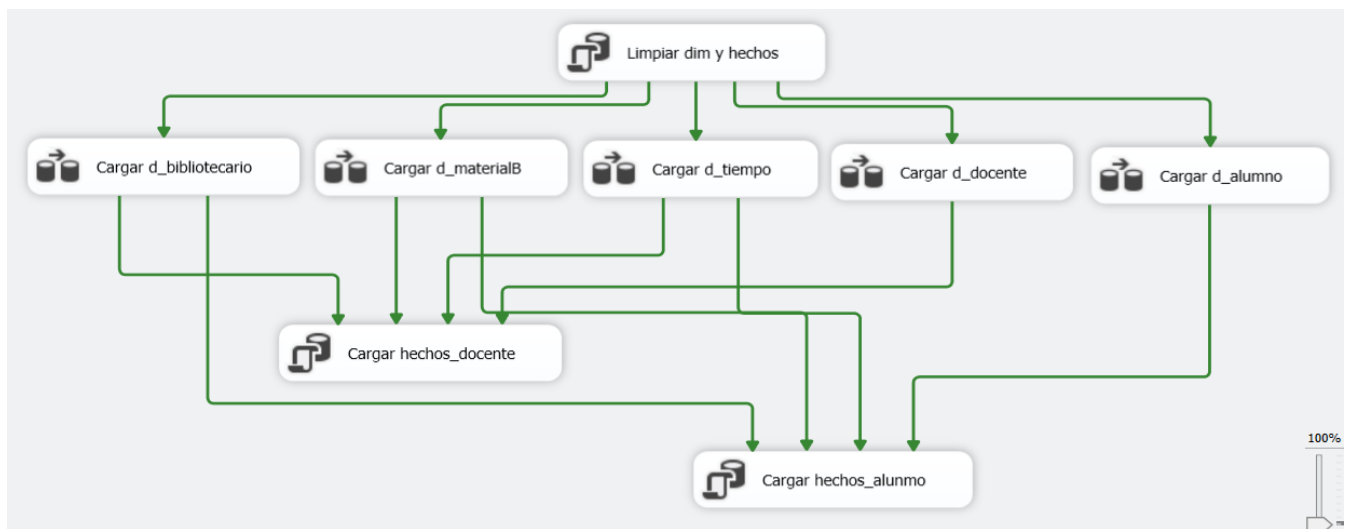 Limpiar dim y hechos
Cargar d_bibliotecario
Cargar d_materialB
Cargar d_tiempo
Cargar d_docente
Cargar d_alumno
Cargar hechos_docente
100%
Cargar hechos_alunmo